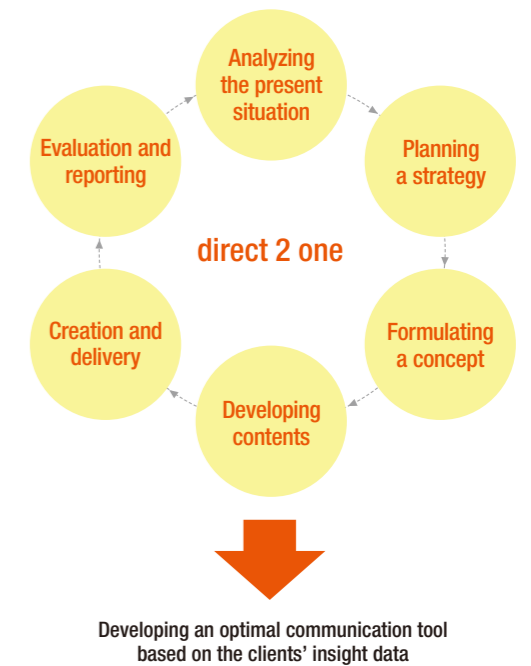 Analyzing
the present
situation
Planning
a strategy
Formulating
a concept
Developing
contents
Creation and
delivery
Evaluation and
reporting
direct 2 one
Developing an optimal communication tool
based on the clients’ insight data